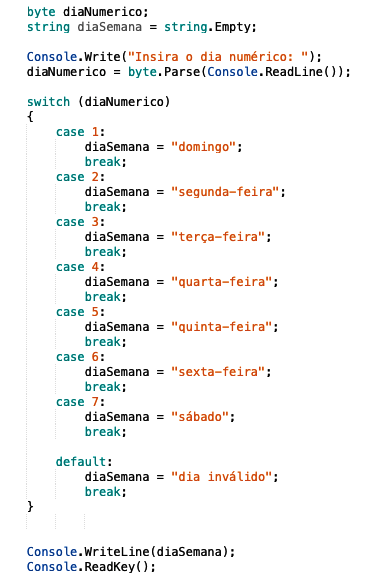 byte diaNumerico;
string diaSemana = string.Empty;
Console.Write("Insira o dia numérico: ");
diaNumerico = byte.Parse(Console.ReadLine());
switch (diaNumerico)
{
case 1:
diaSemana = "domingo";
break;
case 2:
diaSemana = "segunda-feira";
break;
case 3:
diaSemana = "terça-feira";
break;
case 4:
diaSemana = "quarta-feira";
break;
case 5:
diaSemana = "quinta-feira";
break;
case 6:
diaSemana = "sexta-feira";
break;
case 7:
diaSemana = "sábado";
break;
default:
diaSemana = "dia inválido";
break;
}
Console.WriteLine(diaSemana);
Console.ReadKey();